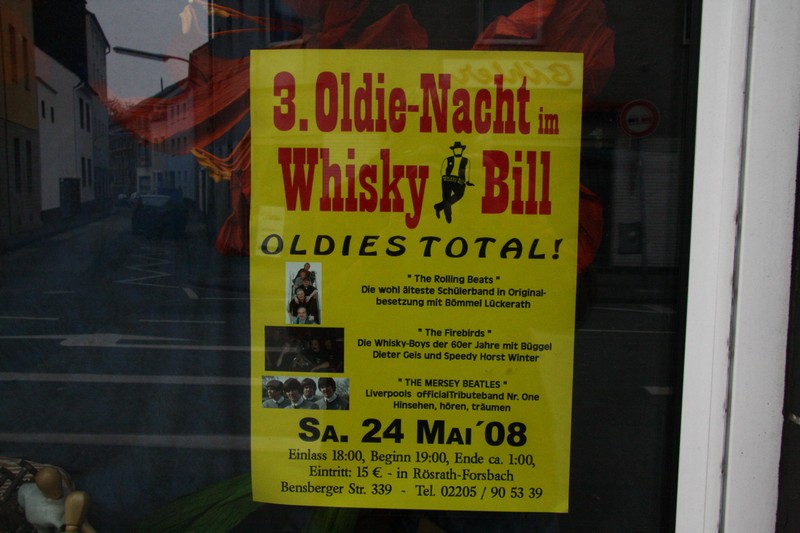 3. Oldie-Nacht im
Whisky Bill
OLDIES TOTAL!
" The Rolling Beats "
Die wohl älteste Schülerband in Original-
besetzung mit Bömmel Lückerath
" The Firebirds "
Die Whisky-Boys der 60er Jahre mit Büggel
Dieter Geis und Speedy Horst Winter
" THE MERSEY BEATLES "
Liverpools officialTributeband Nr. One
Hinsehen, hören, träumen
SA. 24 MAI´08
Einlass 18:00, Beginn 19:00, Ende ca. 1:00,
Eintritt: 15 € - in Rösrath-Forsbach
Bensberger Str. 339 - Tel. 02205 / 90 53 39